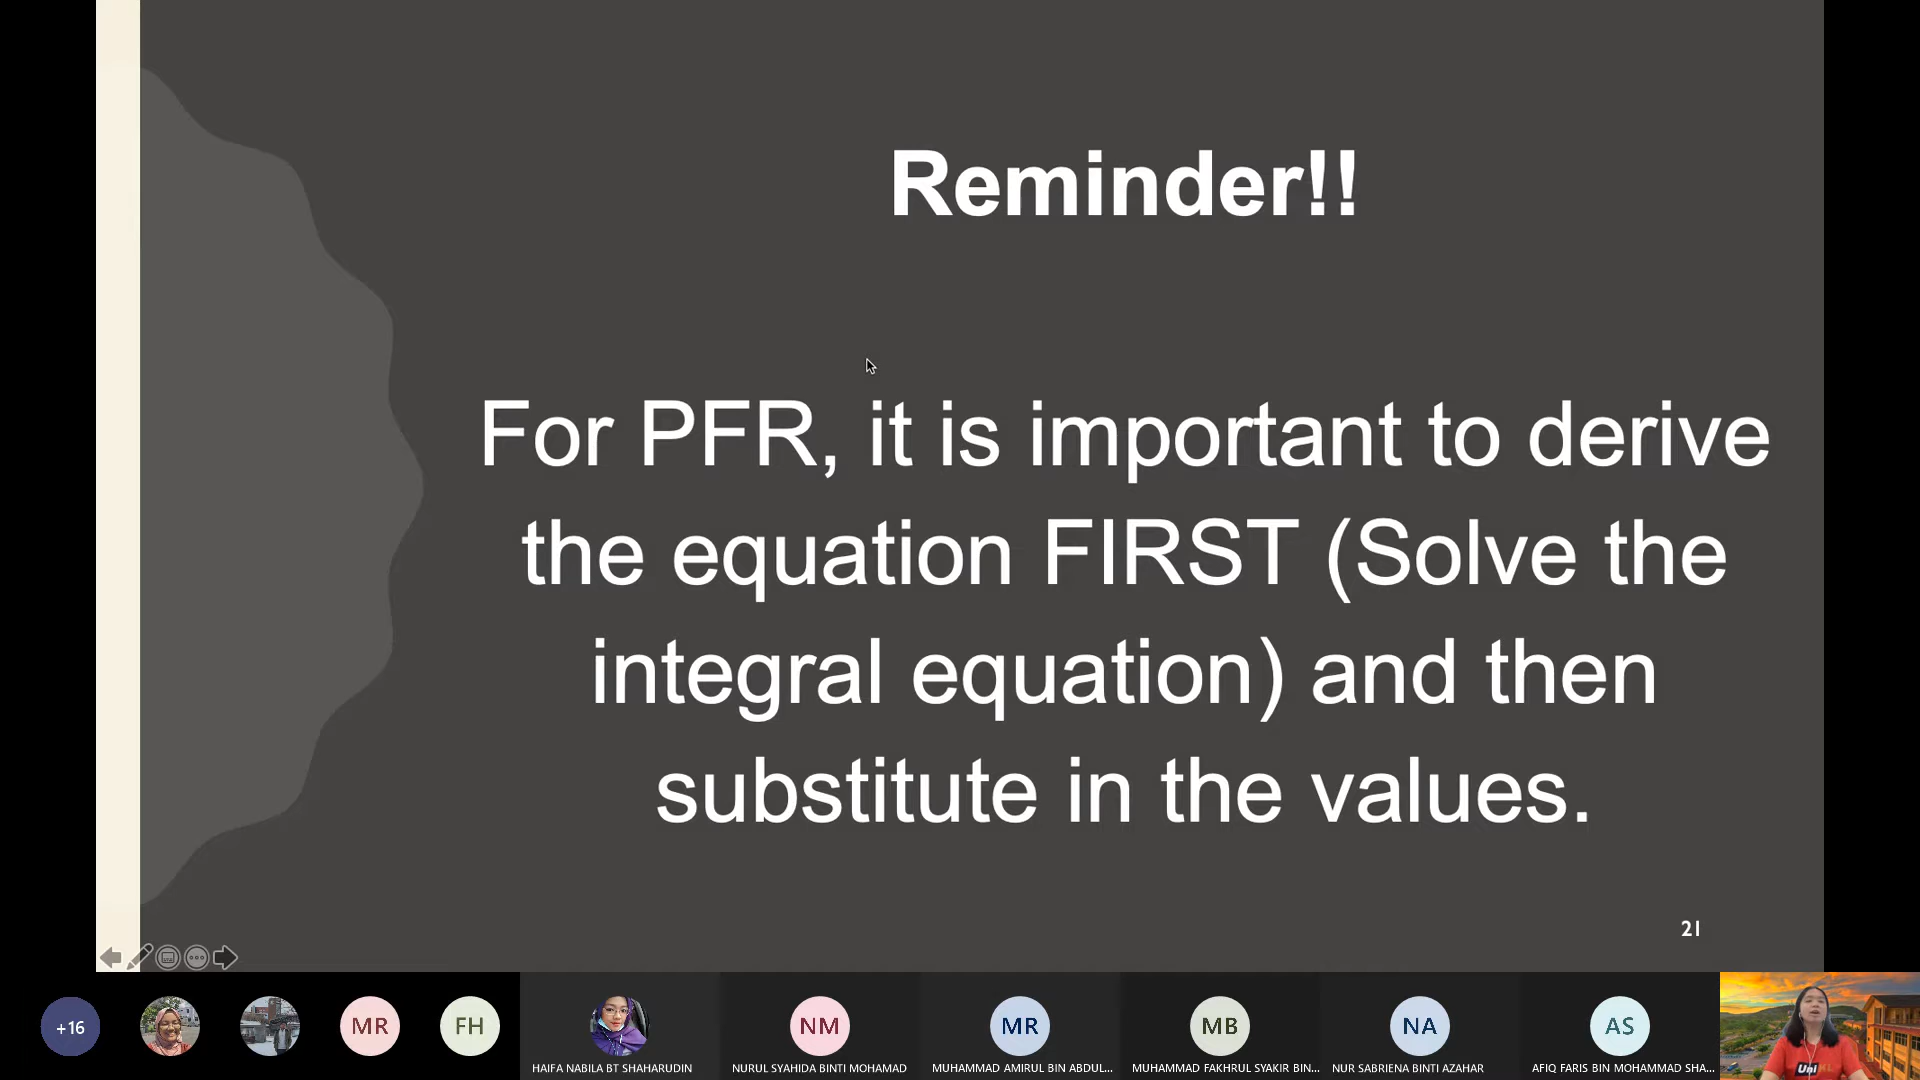 Reminder!!
For PFR, it is important to derive
the equation FIRST (Solve the
integral equation) and then
substitute in the values.
21
+16
MR
FH
NM
MR
MB
NA
AS
HAIFA NABILA BT SHAHARUDIN
NURUL SYAHIDA BINTI MOHAMAD
MUHAMMAD AMIRUL BIN ABDUL...
MUHAMMAD FAKHRUL SYAKIR BIN...
NUR SABRIENA BINTI AZAHAR
AFIQ FARIS BIN MOHAMMAD SHA...
UniKL